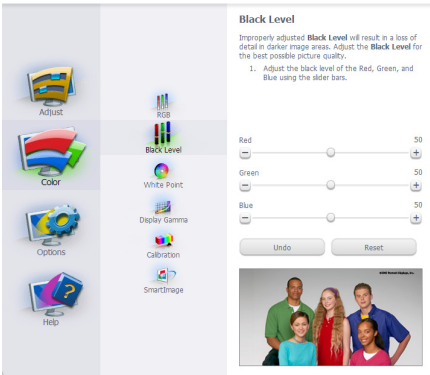 Adjust
Color
Options
Help
RGB
Black Level
White Point
Display Gamma
Calibration
SmartImage
Black Level
Improperly adjusted Black Level will result in a loss of
detail in darker image areas. Adjust the Black Level for
the best possible picture quality.
1. Adjust the black level of the Red, Green, and
Blue using the slider bars.
Red 50
Green 50
Blue 50
Undo Reset